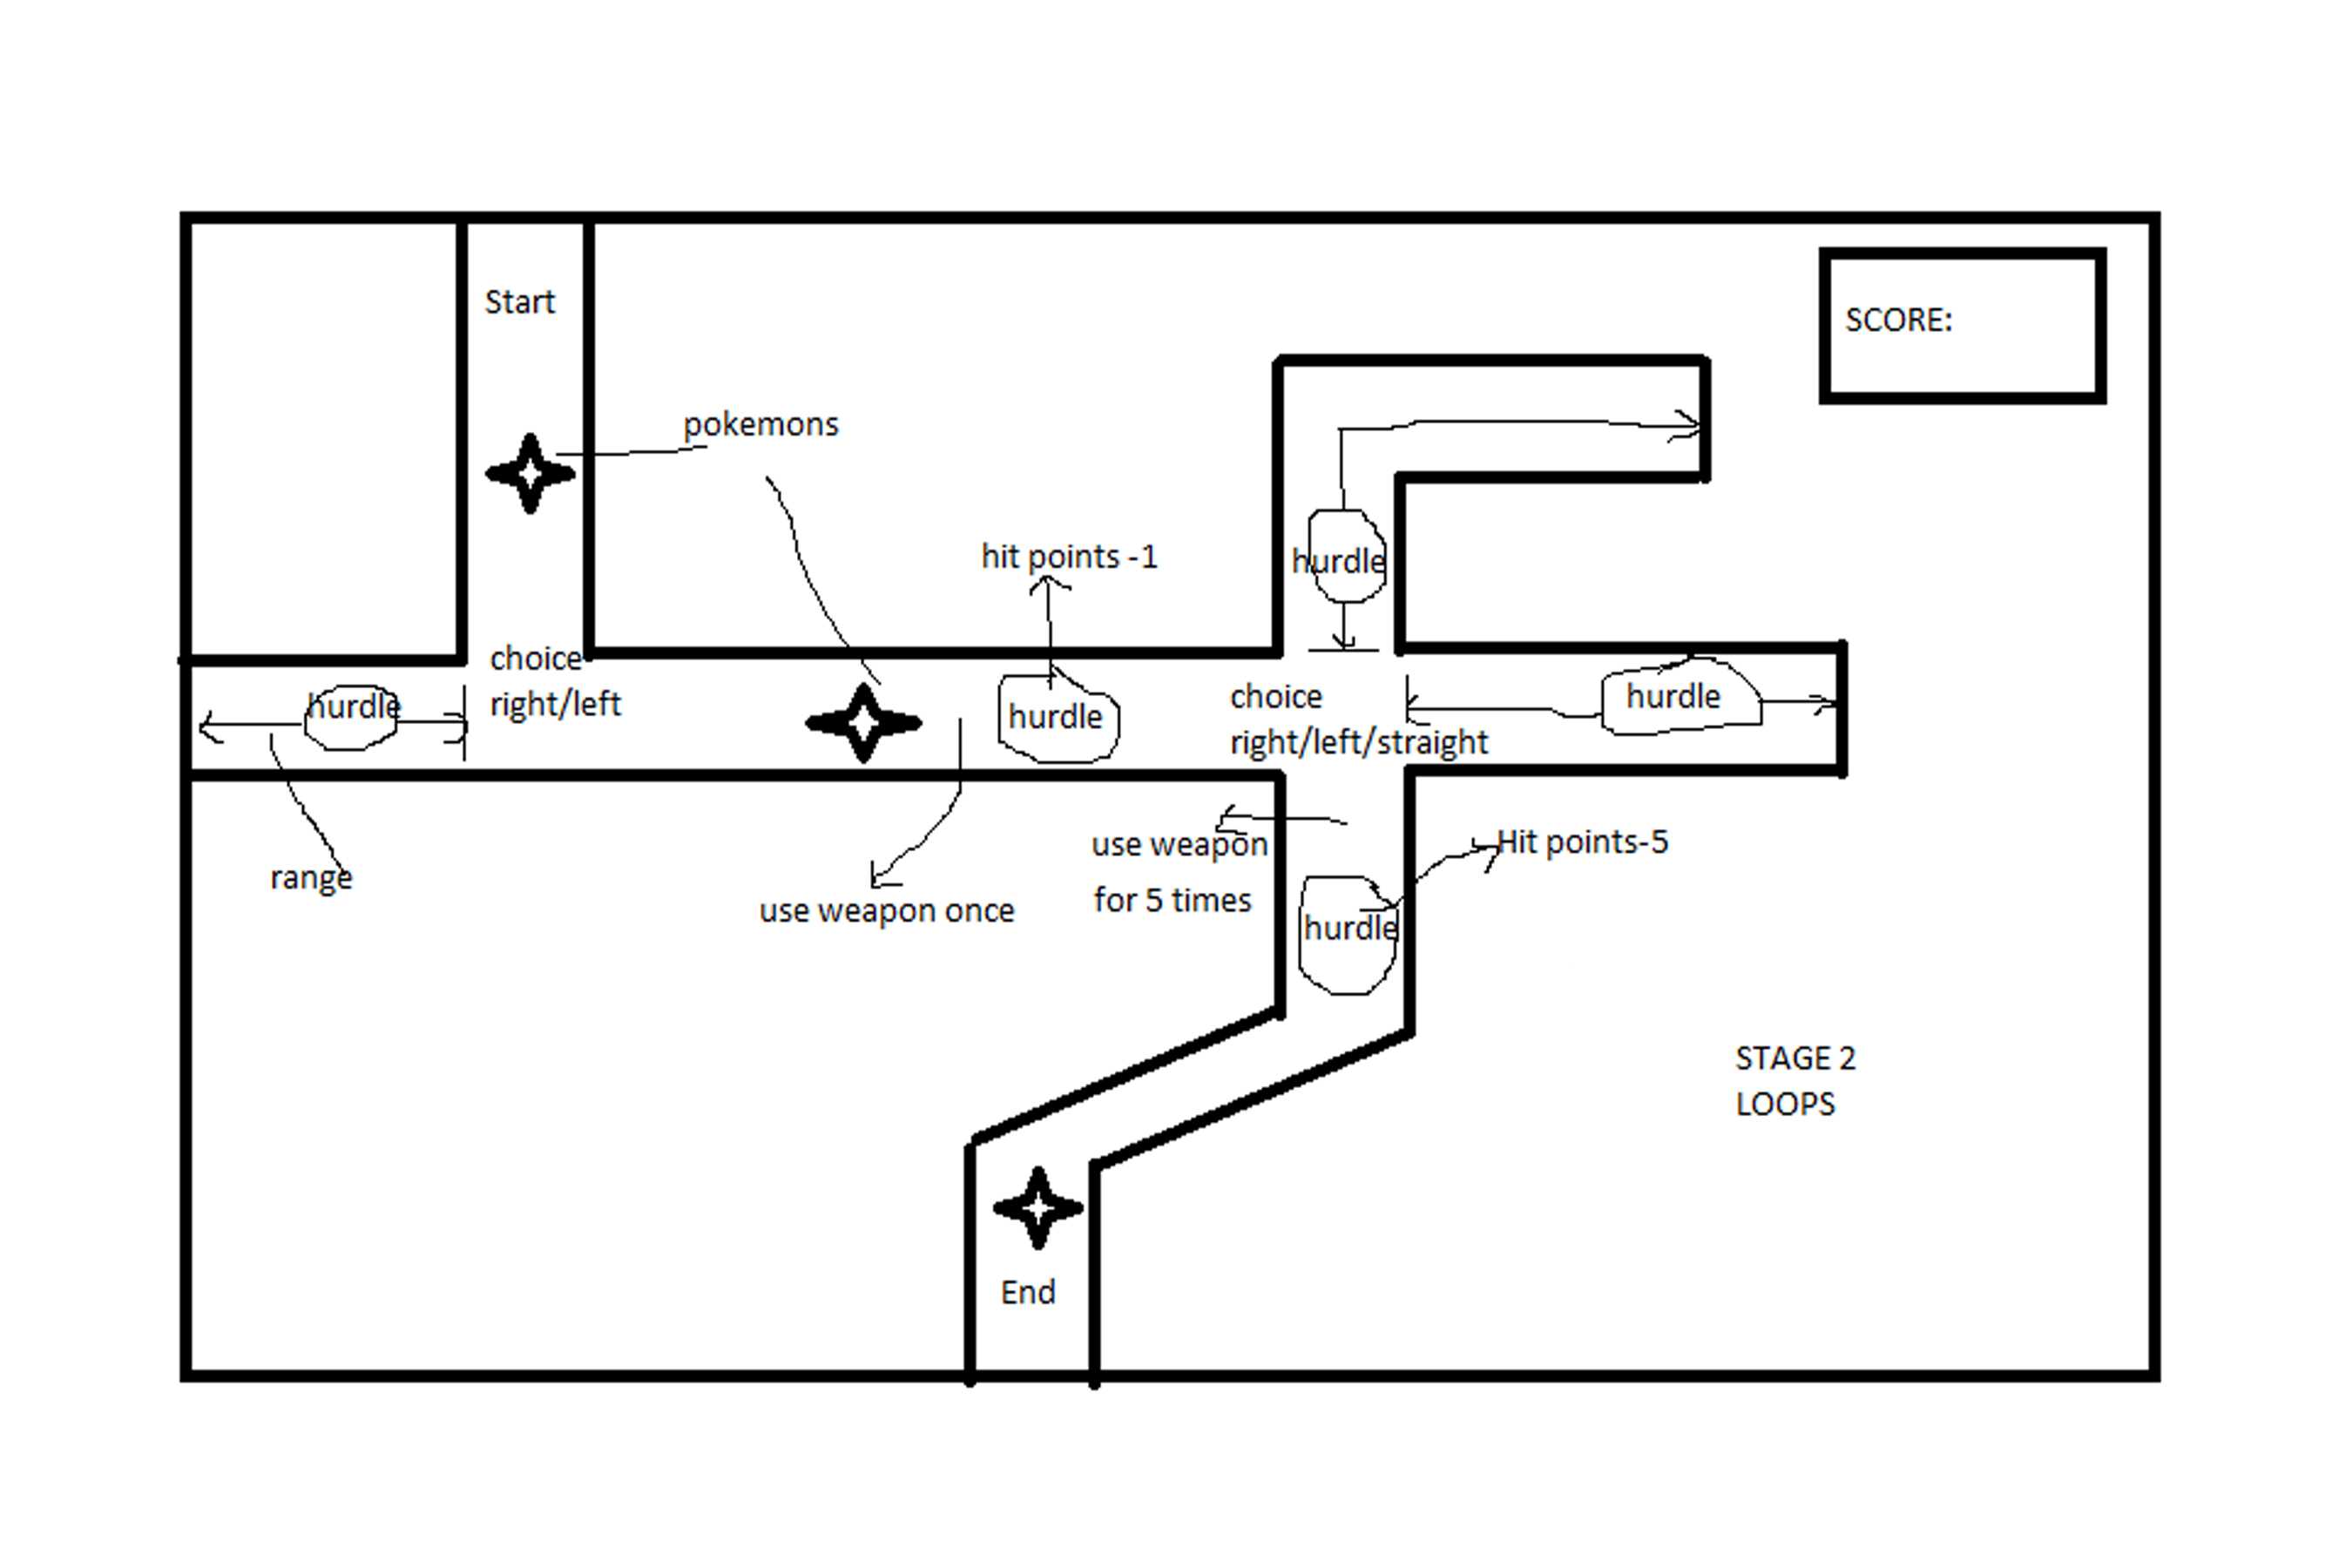 Start
SCORE:
pokemons
hit points -1
hurdle
choice
right/left
hurdle
hurdle
choice
right/left/straight
hurdle
use weapon
for 5 times
Hit points-5
range
use weapon once
hurdle
STAGE 2
LOOPS
End